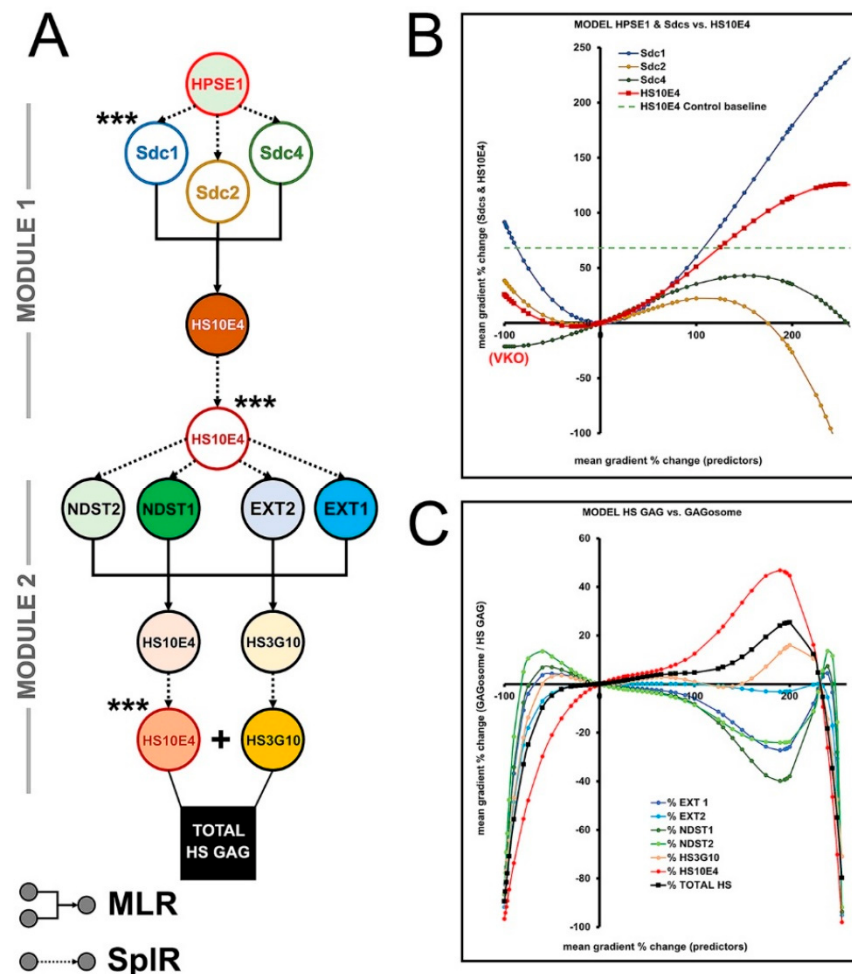 A
MODULE 1
HPSE1
***
Sdc1
Sdc4
Sdc2
HS10E4
***
HS10E4
MODULE 2
NDST2
NDST1
EXT2
EXT1
HS10E4
HS3G10
***
HS10E4
+
HS3G10
TOTAL
HS GAG
MLR
SplR
B
MODEL HPSE1 & Sdcs vs. HS10E4
mean gradient % change (Sdcs & HS10E4)
Sdc1
Sdc2
Sdc4
HS10E4
HS10E4 Control baseline
250
200
150
100
50
0
-50
-100
-100
0
100
200
(VKO)
mean gradient % change (predictors)
C
MODEL HS GAG vs. GAGosome
mean gradient % change (GAGosome / HS GAG)
60
40
20
0
-20
-40
-60
-80
-100
-100
0
100
200
% EXT 1
% EXT2
% NDST1
% NDST2
% HS3G10
% HS10E4
% TOTAL HS
mean gradient % change (predictors)